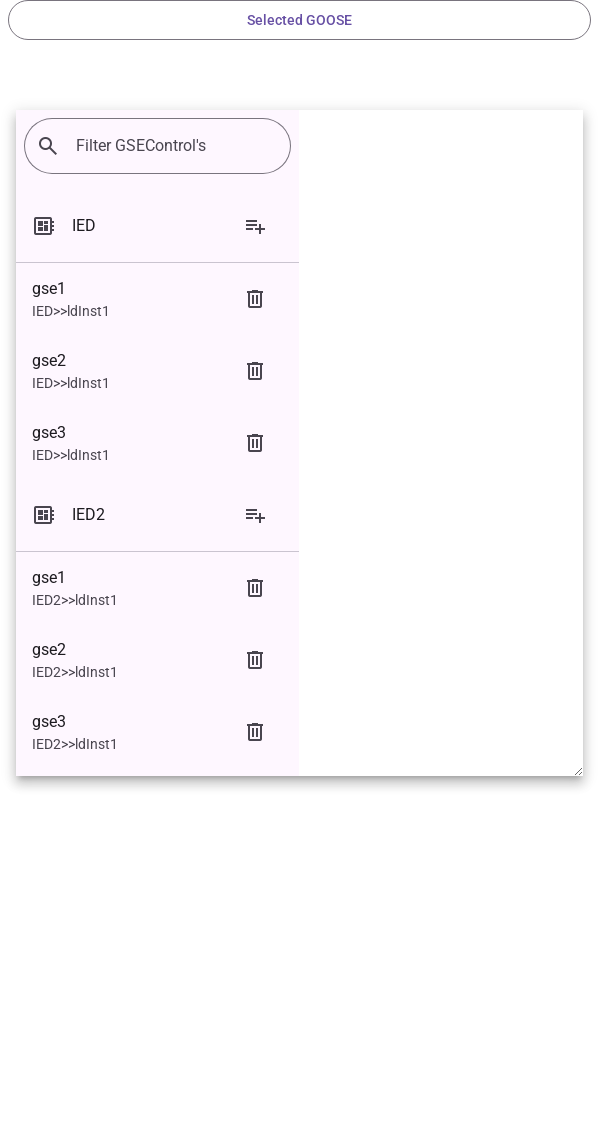 Selected GOOSE
Filter GSEControl's
IED
gse1
IED>>ldInst1
gse2
IED>>ldInst1
gse3
IED>>ldInst1
IED2
gse1
IED2>>ldInst1
gse2
IED2>>ldInst1
gse3
IED2>>ldInst1